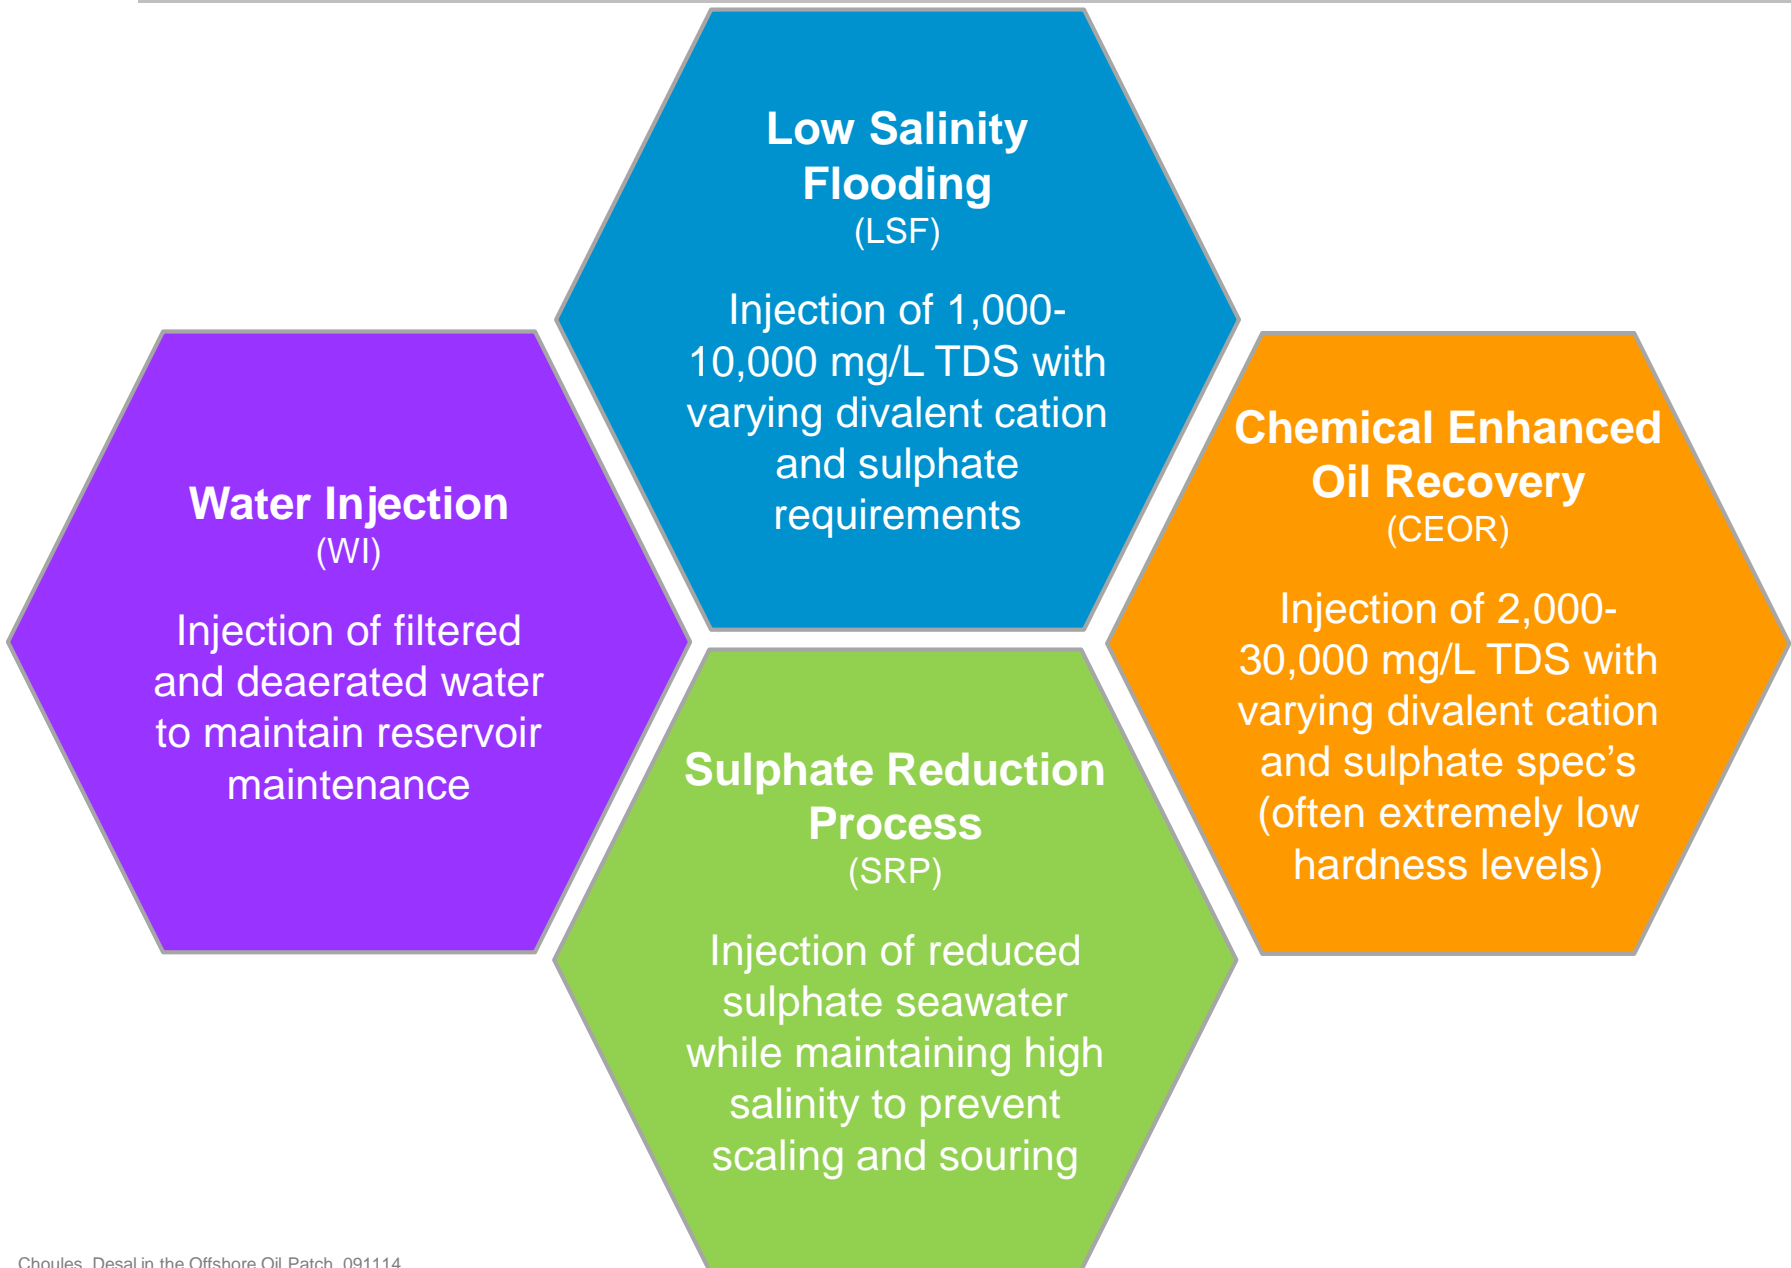 Low Salinity
Flooding
(LSF)
Injection of 1,000-
10,000 mg/L TDS with
varying divalent cation
and sulphate
requirements
Water Injection
(WI)
Injection of filtered
and deaerated water
to maintain reservoir
maintenance
Chemical Enhanced
Oil Recovery
(CEOR)
Injection of 2,000-
30,000 mg/L TDS with
varying divalent cation
and sulphate spec’s
(often extremely low
hardness levels)
Sulphate Reduction
Process
(SRP)
Injection of reduced
sulphate seawater
while maintaining high
salinity to prevent
scaling and souring
Choules, Desal in the Offshore Oil Patch, 091114